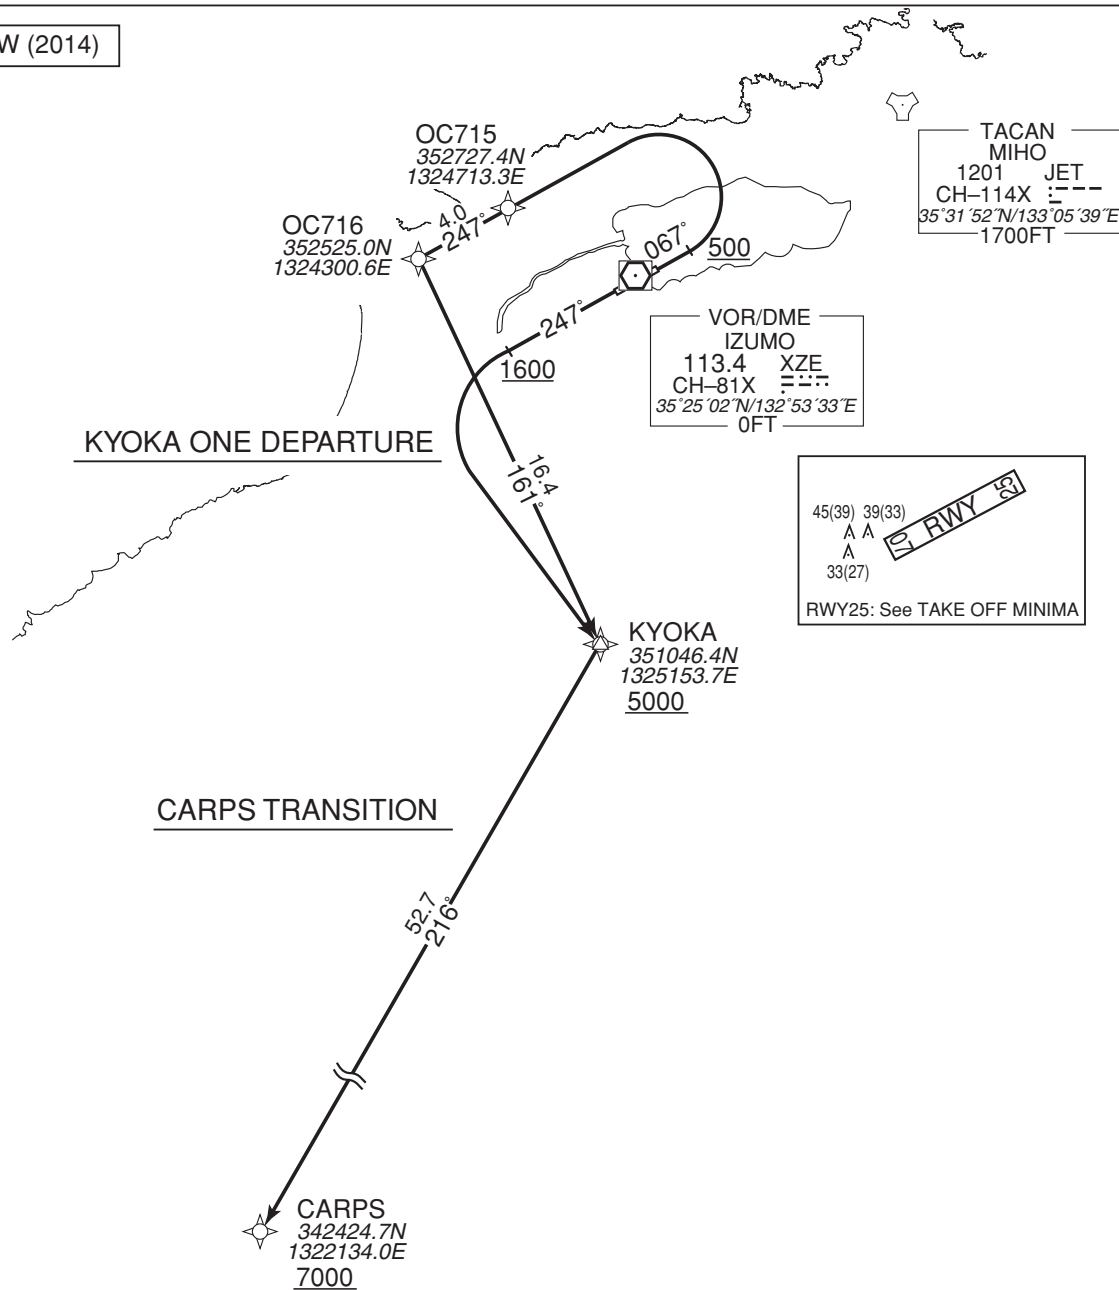 W (2014)
OC715
352727.4N
1324713.3E
4.0
247°
OC716
352525.0N
1324300.6E
067°
500
TACAN
MIHO
1201 JET
CH–114X
35°31´52˝N/133°05´39˝E
1700FT
247°
1600
VOR/DME
IZUMO
113.4 XZE
CH–81X
35°25´02˝N/132°53´33˝E
0FT
KYOKA ONE DEPARTURE
16.4
161°
45(39) 39(33)
33(27)
07 RWY 25
RWY25: See TAKE OFF MINIMA
KYOKA
351046.4N
1325153.7E
5000
CARPS TRANSITION
52.7
216°
CARPS
342424.7N
1322134.0E
7000